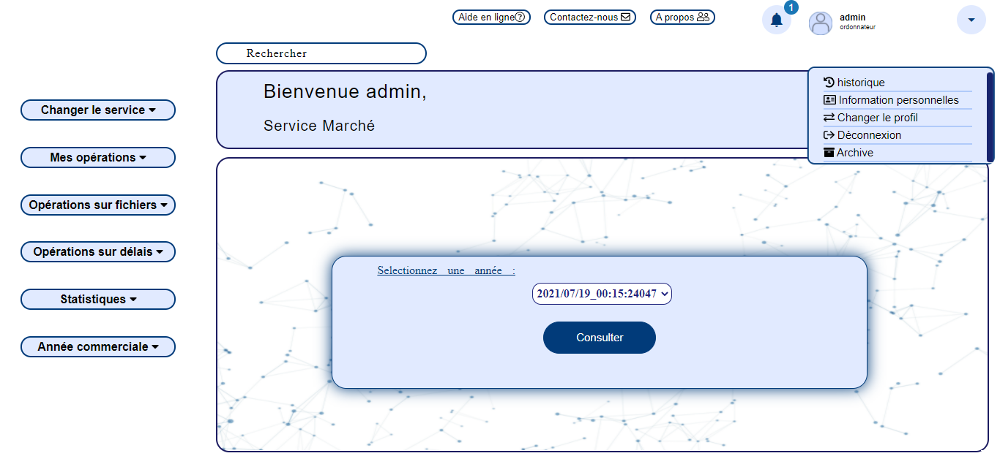 Aide en ligne
Contactez-nous
A propos
1
admin
ordonnateur
Rechercher
Bienvenue admin,
Service Marché
historique
Information personnelles
Changer le profil
Déconnexion
Archive
Changer le service
Mes opérations
Opérations sur fichiers
Opérations sur délais
Statistiques
Année commerciale
Selectionnez une année :
2021/07/19_00:15:24047
Consulter